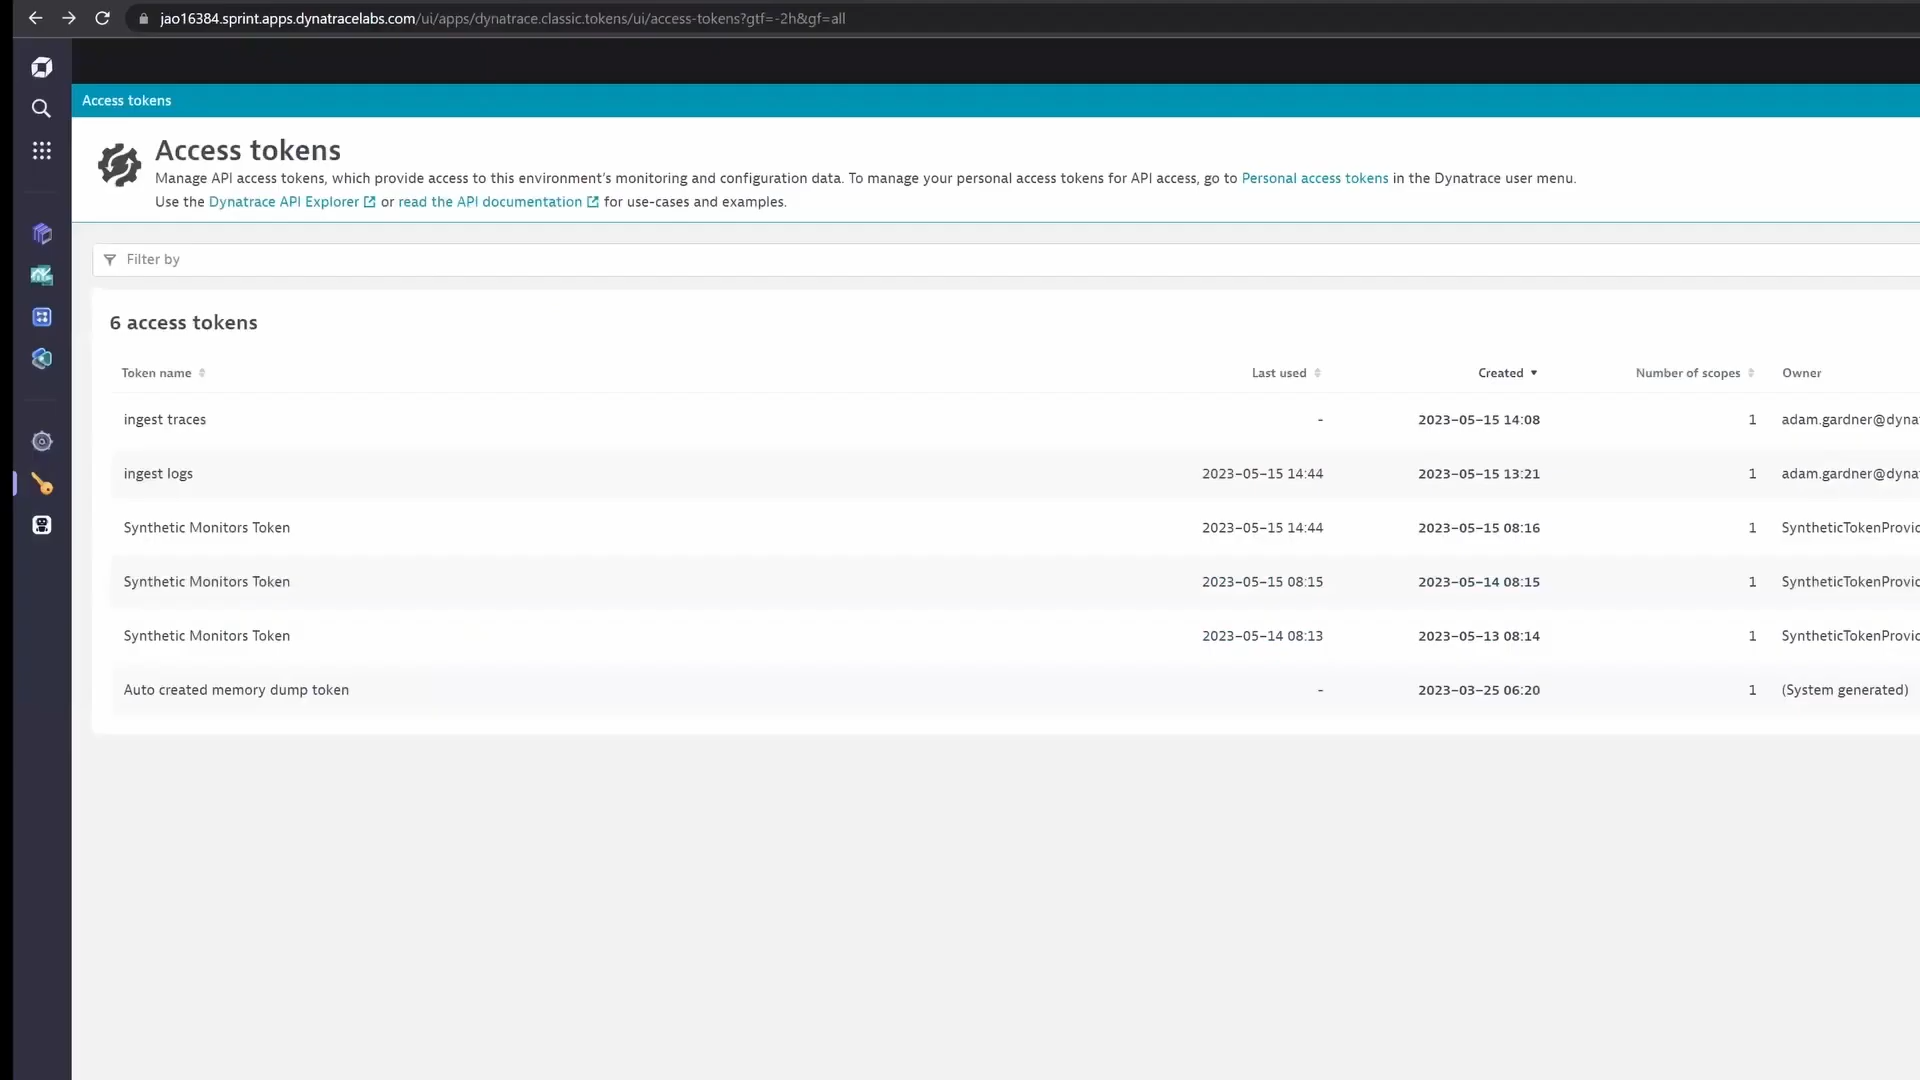 jao16384.sprint.apps.dynatracelabs.com/ui/apps/dynatrace.classic.tokens/ui/access-tokens?gtf=-2h&gf=all
Access tokens
Access tokens
Manage API access tokens, which provide access to this environment's monitoring and configuration data. To manage your personal access tokens for API access, go to Personal access tokens in the Dynatrace user menu.
Use the Dynatrace API Explorer or read the API documentation for use-cases and examples.
Filter by
6 access tokens
Token name Last used Created Number of scopes Owner
ingest traces - 2023-05-15 14:08 1 adam.gardner@dyna
ingest logs 2023-05-15 14:44 2023-05-15 13:21 1 adam.gardner@dyna
Synthetic Monitors Token 2023-05-15 14:44 2023-05-15 08:16 1 SyntheticTokenProvic
Synthetic Monitors Token 2023-05-15 08:15 2023-05-14 08:15 1 SyntheticTokenProvic
Synthetic Monitors Token 2023-05-14 08:13 2023-05-13 08:14 1 SyntheticTokenProvic
Auto created memory dump token - 2023-03-25 06:20 1 (System generated)